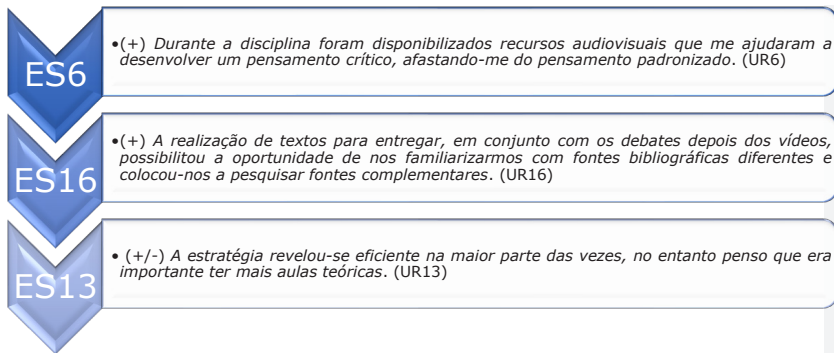 ES6
•(+) Durante a disciplina foram disponibilizados recursos audiovisuais que me ajudaram a
desenvolver um pensamento crítico, afastando-me do pensamento padronizado. (UR6)
ES16
•(+) A realização de textos para entregar, em conjunto com os debates depois dos vídeos,
possibilitou a oportunidade de nos familiarizarmos com fontes bibliográficas diferentes e
colocou-nos a pesquisar fontes complementares. (UR16)
ES13
• (+/-) A estratégia revelou-se eficiente na maior parte das vezes, no entanto penso que era
importante ter mais aulas teóricas. (UR13)